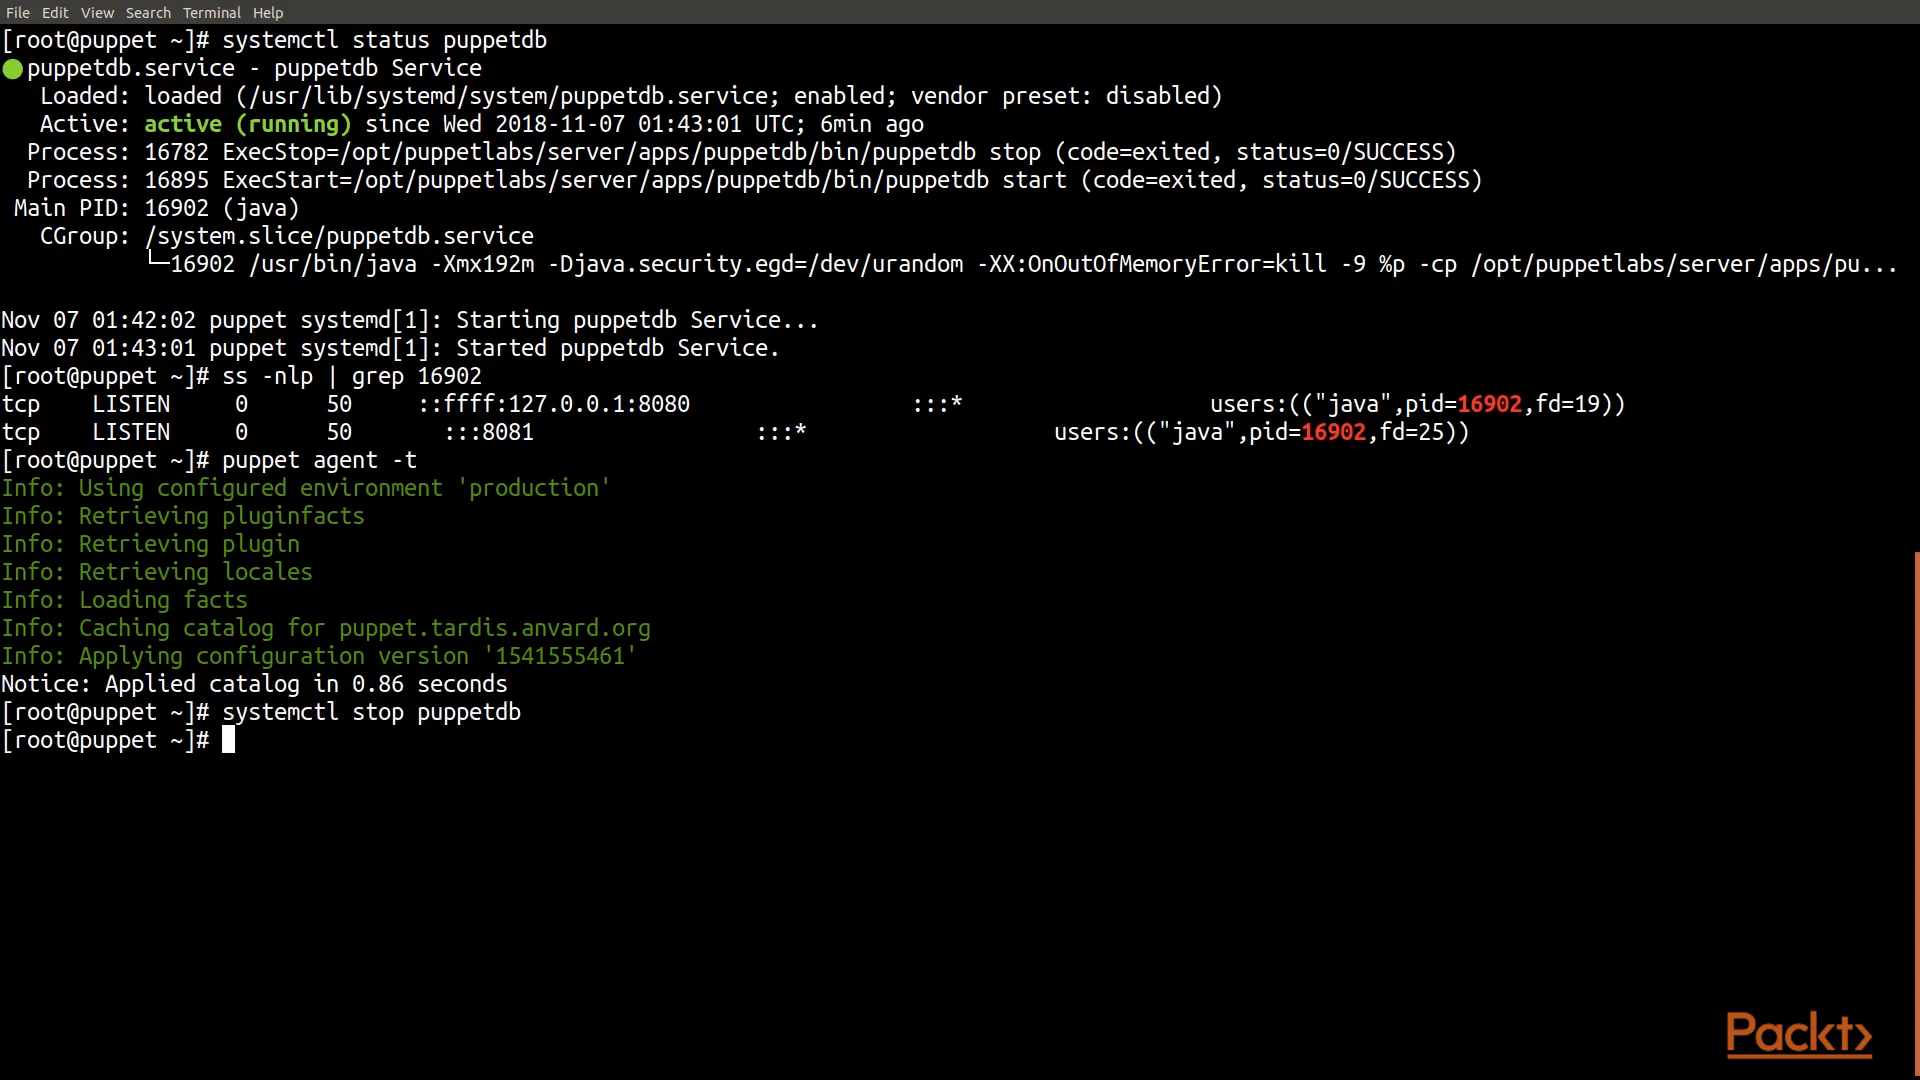 File Edit View Search Terminal Help
[root@puppet ~]# systemctl status puppetdb
puppetdb.service - puppetdb Service
Loaded: loaded (/usr/lib/systemd/system/puppetdb.service; enabled; vendor preset: disabled)
Active: active (running) since Wed 2018-11-07 01:43:01 UTC; 6min ago
Process: 16782 ExecStop=/opt/puppetlabs/server/apps/puppetdb/bin/puppetdb stop (code=exited, status=0/SUCCESS)
Process: 16895 ExecStart=/opt/puppetlabs/server/apps/puppetdb/bin/puppetdb start (code=exited, status=0/SUCCESS)
Main PID: 16902 (java)
CGroup: /system.slice/puppetdb.service
└─16902 /usr/bin/java -Xmx192m -Djava.security.egd=/dev/urandom -XX:OnOutOfMemoryError=kill -9 %p -cp /opt/puppetlabs/server/apps/pu...
Nov 07 01:42:02 puppet systemd[1]: Starting puppetdb Service...
Nov 07 01:43:01 puppet systemd[1]: Started puppetdb Service.
[root@puppet ~]# ss -nlp | grep 16902
tcp LISTEN 0 50 ::ffff:127.0.0.1:8080 :::* users:(("java",pid=16902,fd=19))
tcp LISTEN 0 50 :::8081 :::* users:(("java",pid=16902,fd=25))
[root@puppet ~]# puppet agent -t
Info: Using configured environment 'production'
Info: Retrieving pluginfacts
Info: Retrieving plugin
Info: Retrieving locales
Info: Loading facts
Info: Caching catalog for puppet.tardis.anvard.org
Info: Applying configuration version '1541555461'
Notice: Applied catalog in 0.86 seconds
[root@puppet ~]# systemctl stop puppetdb
[root@puppet ~]#
Packt>